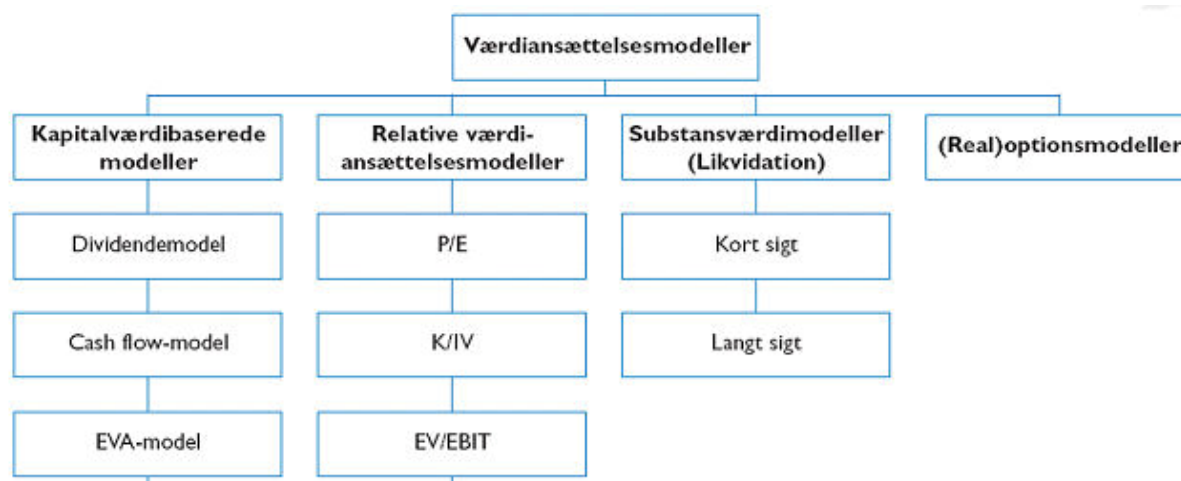 Værdiansættelsesmodeller
Kapitalværdibaserede
modeller
Relative værdi-
ansættelsesmodeller
Substansværdimodeller
(Likvidation)
(Real)optionsmodeller
Dividendemodel
P/E
Kort sigt
Cash flow-model
K/IV
Langt sigt
EVA-model
EV/EBIT